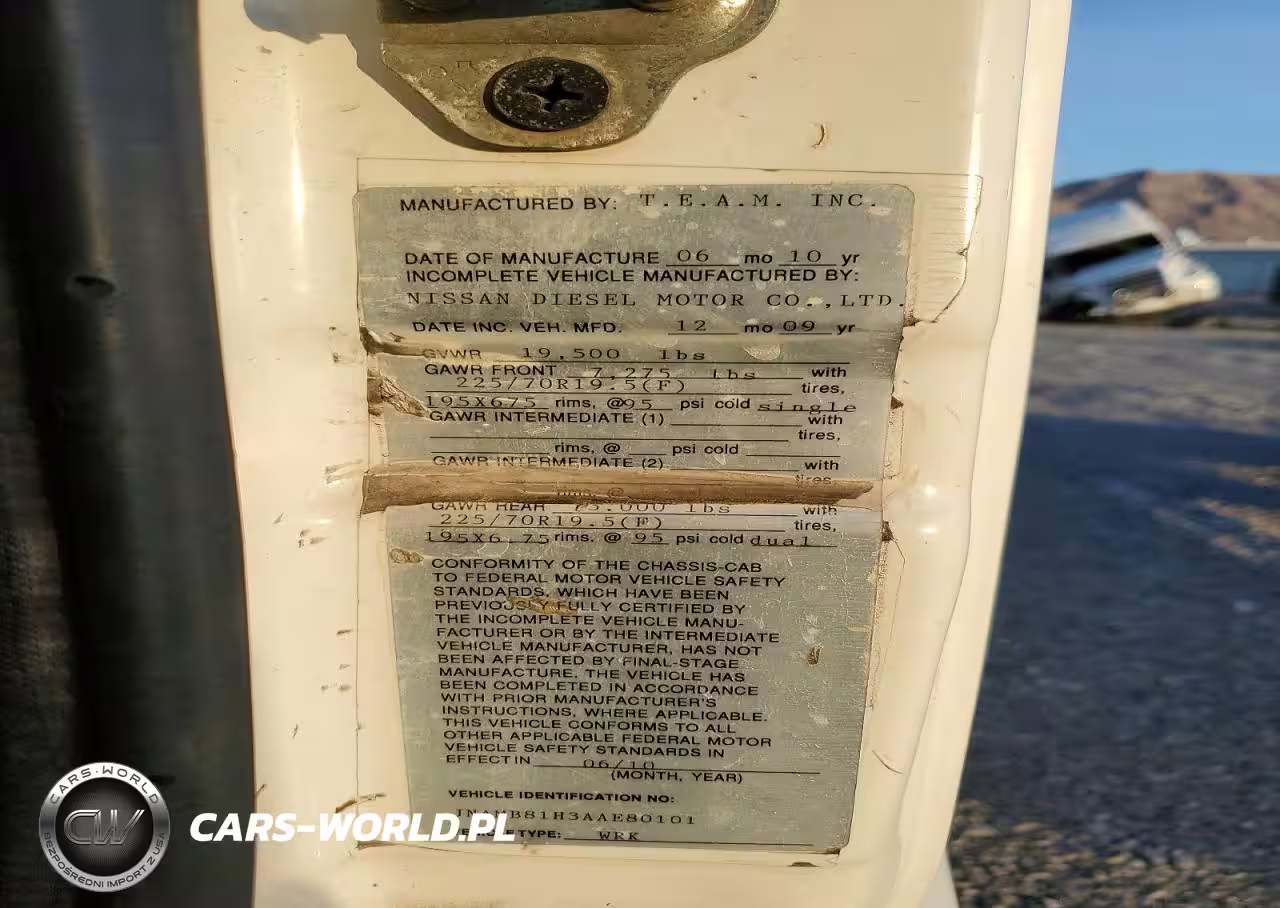 MANUFACTURED BY: T.E.A.M. INC.
DATE OF MANUFACTURE 06 mo 10 yr
INCOMPLETE VEHICLE MANUFACTURED BY:
NISSAN DIESEL MOTOR CO.,LTD.
DATE INC. VEH. MFD. 12 mo 09 yr
GVWR 19,500 lbs
GAWR FRONT 7,275 lbs with
225/70R19.5(F) tires,
195X675 rims, @95 psi cold single
GAWR INTERMEDIATE (1) with
tires,
rims, @ psi cold
GAWR INTERMEDIATE (2) with
tires
rims, @
GAWR REAR lbs with
225/70R19.5(F) tires,
195X6.75 rims. @ 95 psi cold dual
CONFORMITY OF THE CHASSIS-CAB
TO FEDERAL MOTOR VEHICLE SAFETY
STANDARDS, WHICH HAVE BEEN
PREVIOUSLY FULLY CERTIFIED BY
THE INCOMPLETE VEHICLE MANU-
FACTURER OR BY THE INTERMEDIATE
VEHICLE MANUFACTURER, HAS NOT
BEEN AFFECTED BY FINAL-STAGE
MANUFACTURE. THE VEHICLE HAS
BEEN COMPLETED IN ACCORDANCE
WITH PRIOR MANUFACTURER'S
INSTRUCTIONS, WHERE APPLICABLE.
THIS VEHICLE CONFORMS TO ALL
OTHER APPLICABLE FEDERAL MOTOR
VEHICLE SAFETY STANDARDS IN
EFFECT IN 06/10
(MONTH, YEAR)
VEHICLE IDENTIFICATION NO:
TYPE: WRK
CARS-WORLD
CW
BEZPOŚREDNI IMPORT Z USA
CARS-WORLD.PL